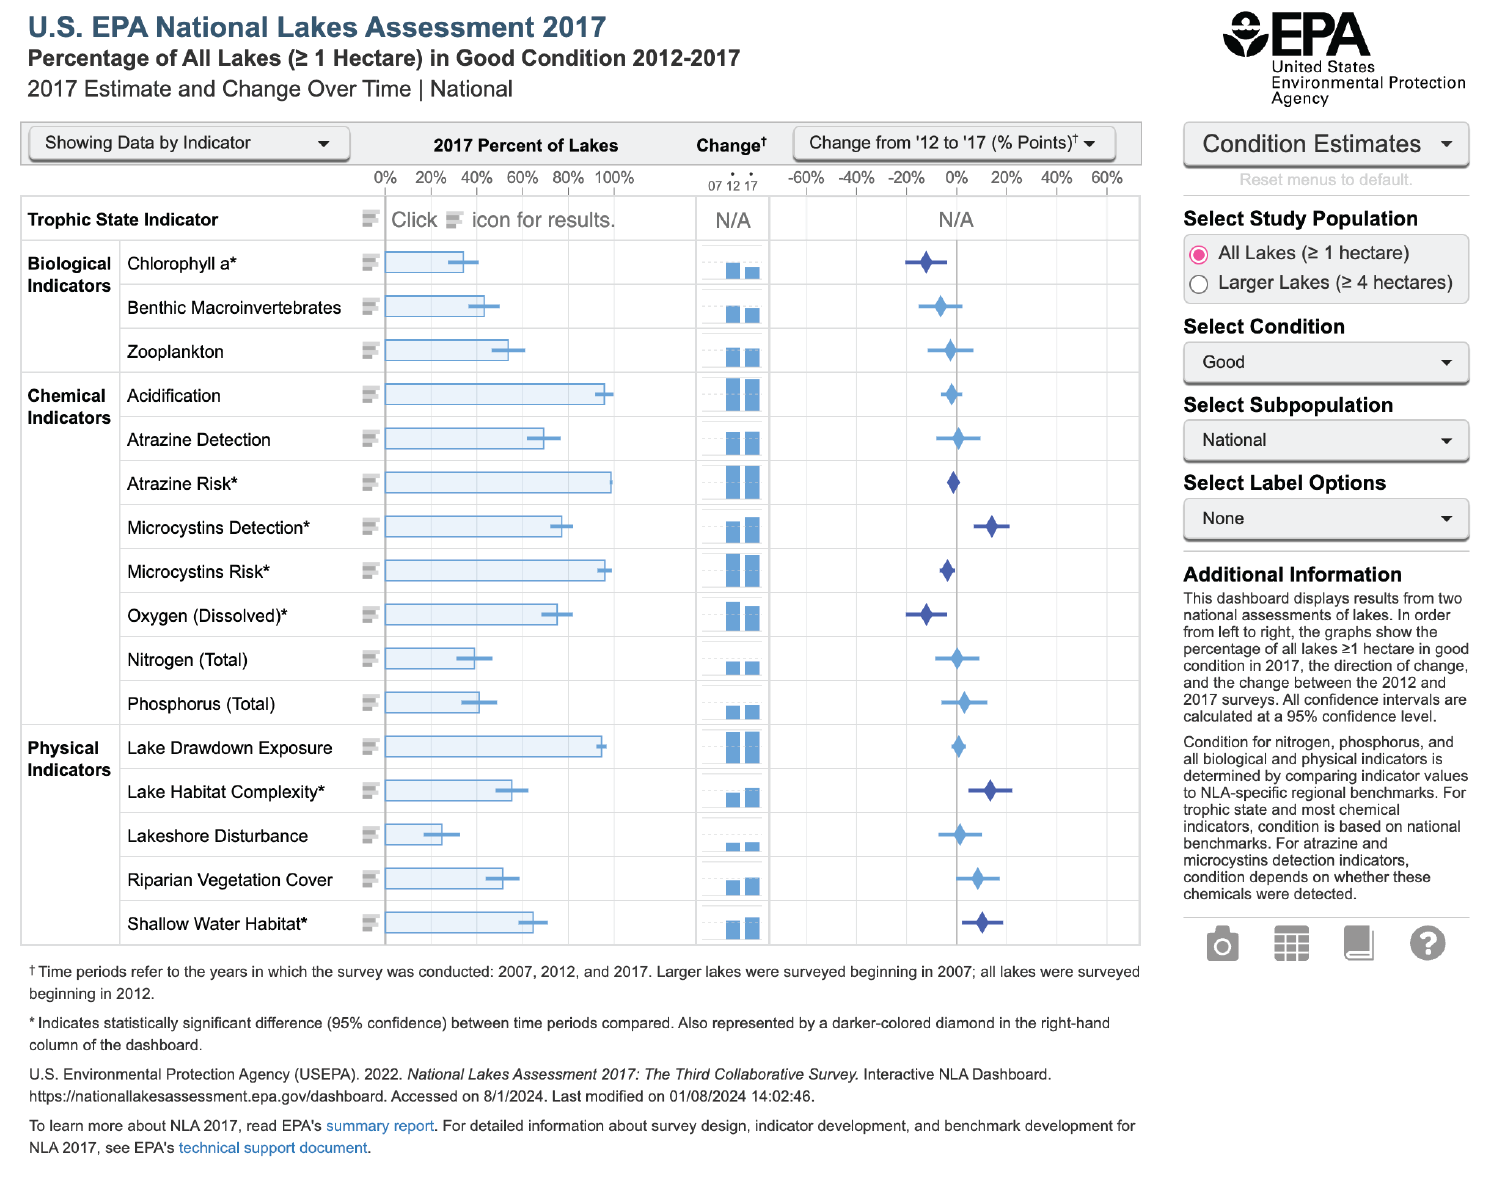 U.S. EPA National Lakes Assessment 2017
Percentage of All Lakes (≥ 1 Hectare) in Good Condition 2012-2017
2017 Estimate and Change Over Time | National
EPA
United States
Environmental Protection
Agency
Showing Data by Indicator
2017 Percent of Lakes
Change†
Change from '12 to '17 (% Points)†
0% 20% 40% 60% 80% 100%
07 12 17
-60% -40% -20% 0% 20% 40% 60%
Trophic State Indicator
Click icon for results.
N/A
N/A
Biological
Indicators
Chlorophyll a*
Benthic Macroinvertebrates
Zooplankton
Chemical
Indicators
Acidification
Atrazine Detection
Atrazine Risk*
Microcystins Detection*
Microcystins Risk*
Oxygen (Dissolved)*
Nitrogen (Total)
Phosphorus (Total)
Physical
Indicators
Lake Drawdown Exposure
Lake Habitat Complexity*
Lakeshore Disturbance
Riparian Vegetation Cover
Shallow Water Habitat*
† Time periods refer to the years in which the survey was conducted: 2007, 2012, and 2017. Larger lakes were surveyed beginning in 2007; all lakes were surveyed
beginning in 2012.
* Indicates statistically significant difference (95% confidence) between time periods compared. Also represented by a darker-colored diamond in the right-hand
column of the dashboard.
U.S. Environmental Protection Agency (USEPA). 2022. National Lakes Assessment 2017: The Third Collaborative Survey. Interactive NLA Dashboard.
https://nationallakesassessment.epa.gov/dashboard. Accessed on 8/1/2024. Last modified on 01/08/2024 14:02:46.
To learn more about NLA 2017, read EPA's summary report. For detailed information about survey design, indicator development, and benchmark development for
NLA 2017, see EPA's technical support document.
Condition Estimates
Reset menus to default.
Select Study Population
All Lakes (≥ 1 hectare)
Larger Lakes (≥ 4 hectares)
Select Condition
Good
Select Subpopulation
National
Select Label Options
None
Additional Information
This dashboard displays results from two
national assessments of lakes. In order
from left to right, the graphs show the
percentage of all lakes ≥1 hectare in good
condition in 2017, the direction of change,
and the change between the 2012 and
2017 surveys. All confidence intervals are
calculated at a 95% confidence level.
Condition for nitrogen, phosphorus, and
all biological and physical indicators is
determined by comparing indicator values
to NLA-specific regional benchmarks. For
trophic state and most chemical
indicators, condition is based on national
benchmarks. For atrazine and
microcystins detection indicators,
condition depends on whether these
chemicals were detected.
?